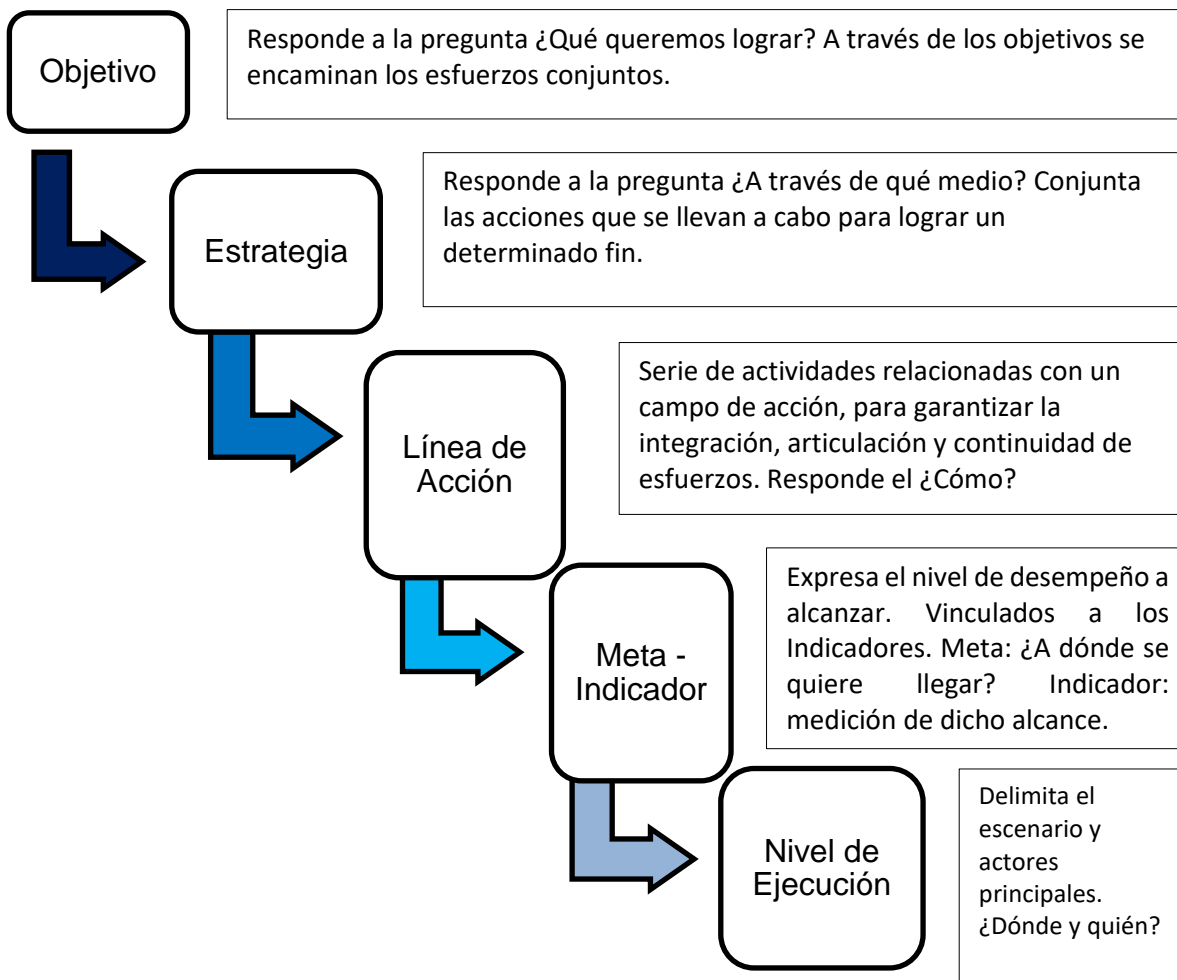 Objetivo
Responde a la pregunta ¿Qué queremos lograr? A través de los objetivos se
encaminan los esfuerzos conjuntos.
Estrategia
Responde a la pregunta ¿A través de qué medio? Conjunta
las acciones que se llevan a cabo para lograr un
determinado fin.
Línea de
Acción
Serie de actividades relacionadas con un
campo de acción, para garantizar la
integración, articulación y continuidad de
esfuerzos. Responde el ¿Cómo?
Meta -
Indicador
Expresa el nivel de desempeño a
alcanzar. Vinculados a los
Indicadores. Meta: ¿A dónde se
quiere llegar? Indicador:
medición de dicho alcance.
Nivel de
Ejecución
Delimita el
escenario y
actores
principales.
¿Dónde y quién?